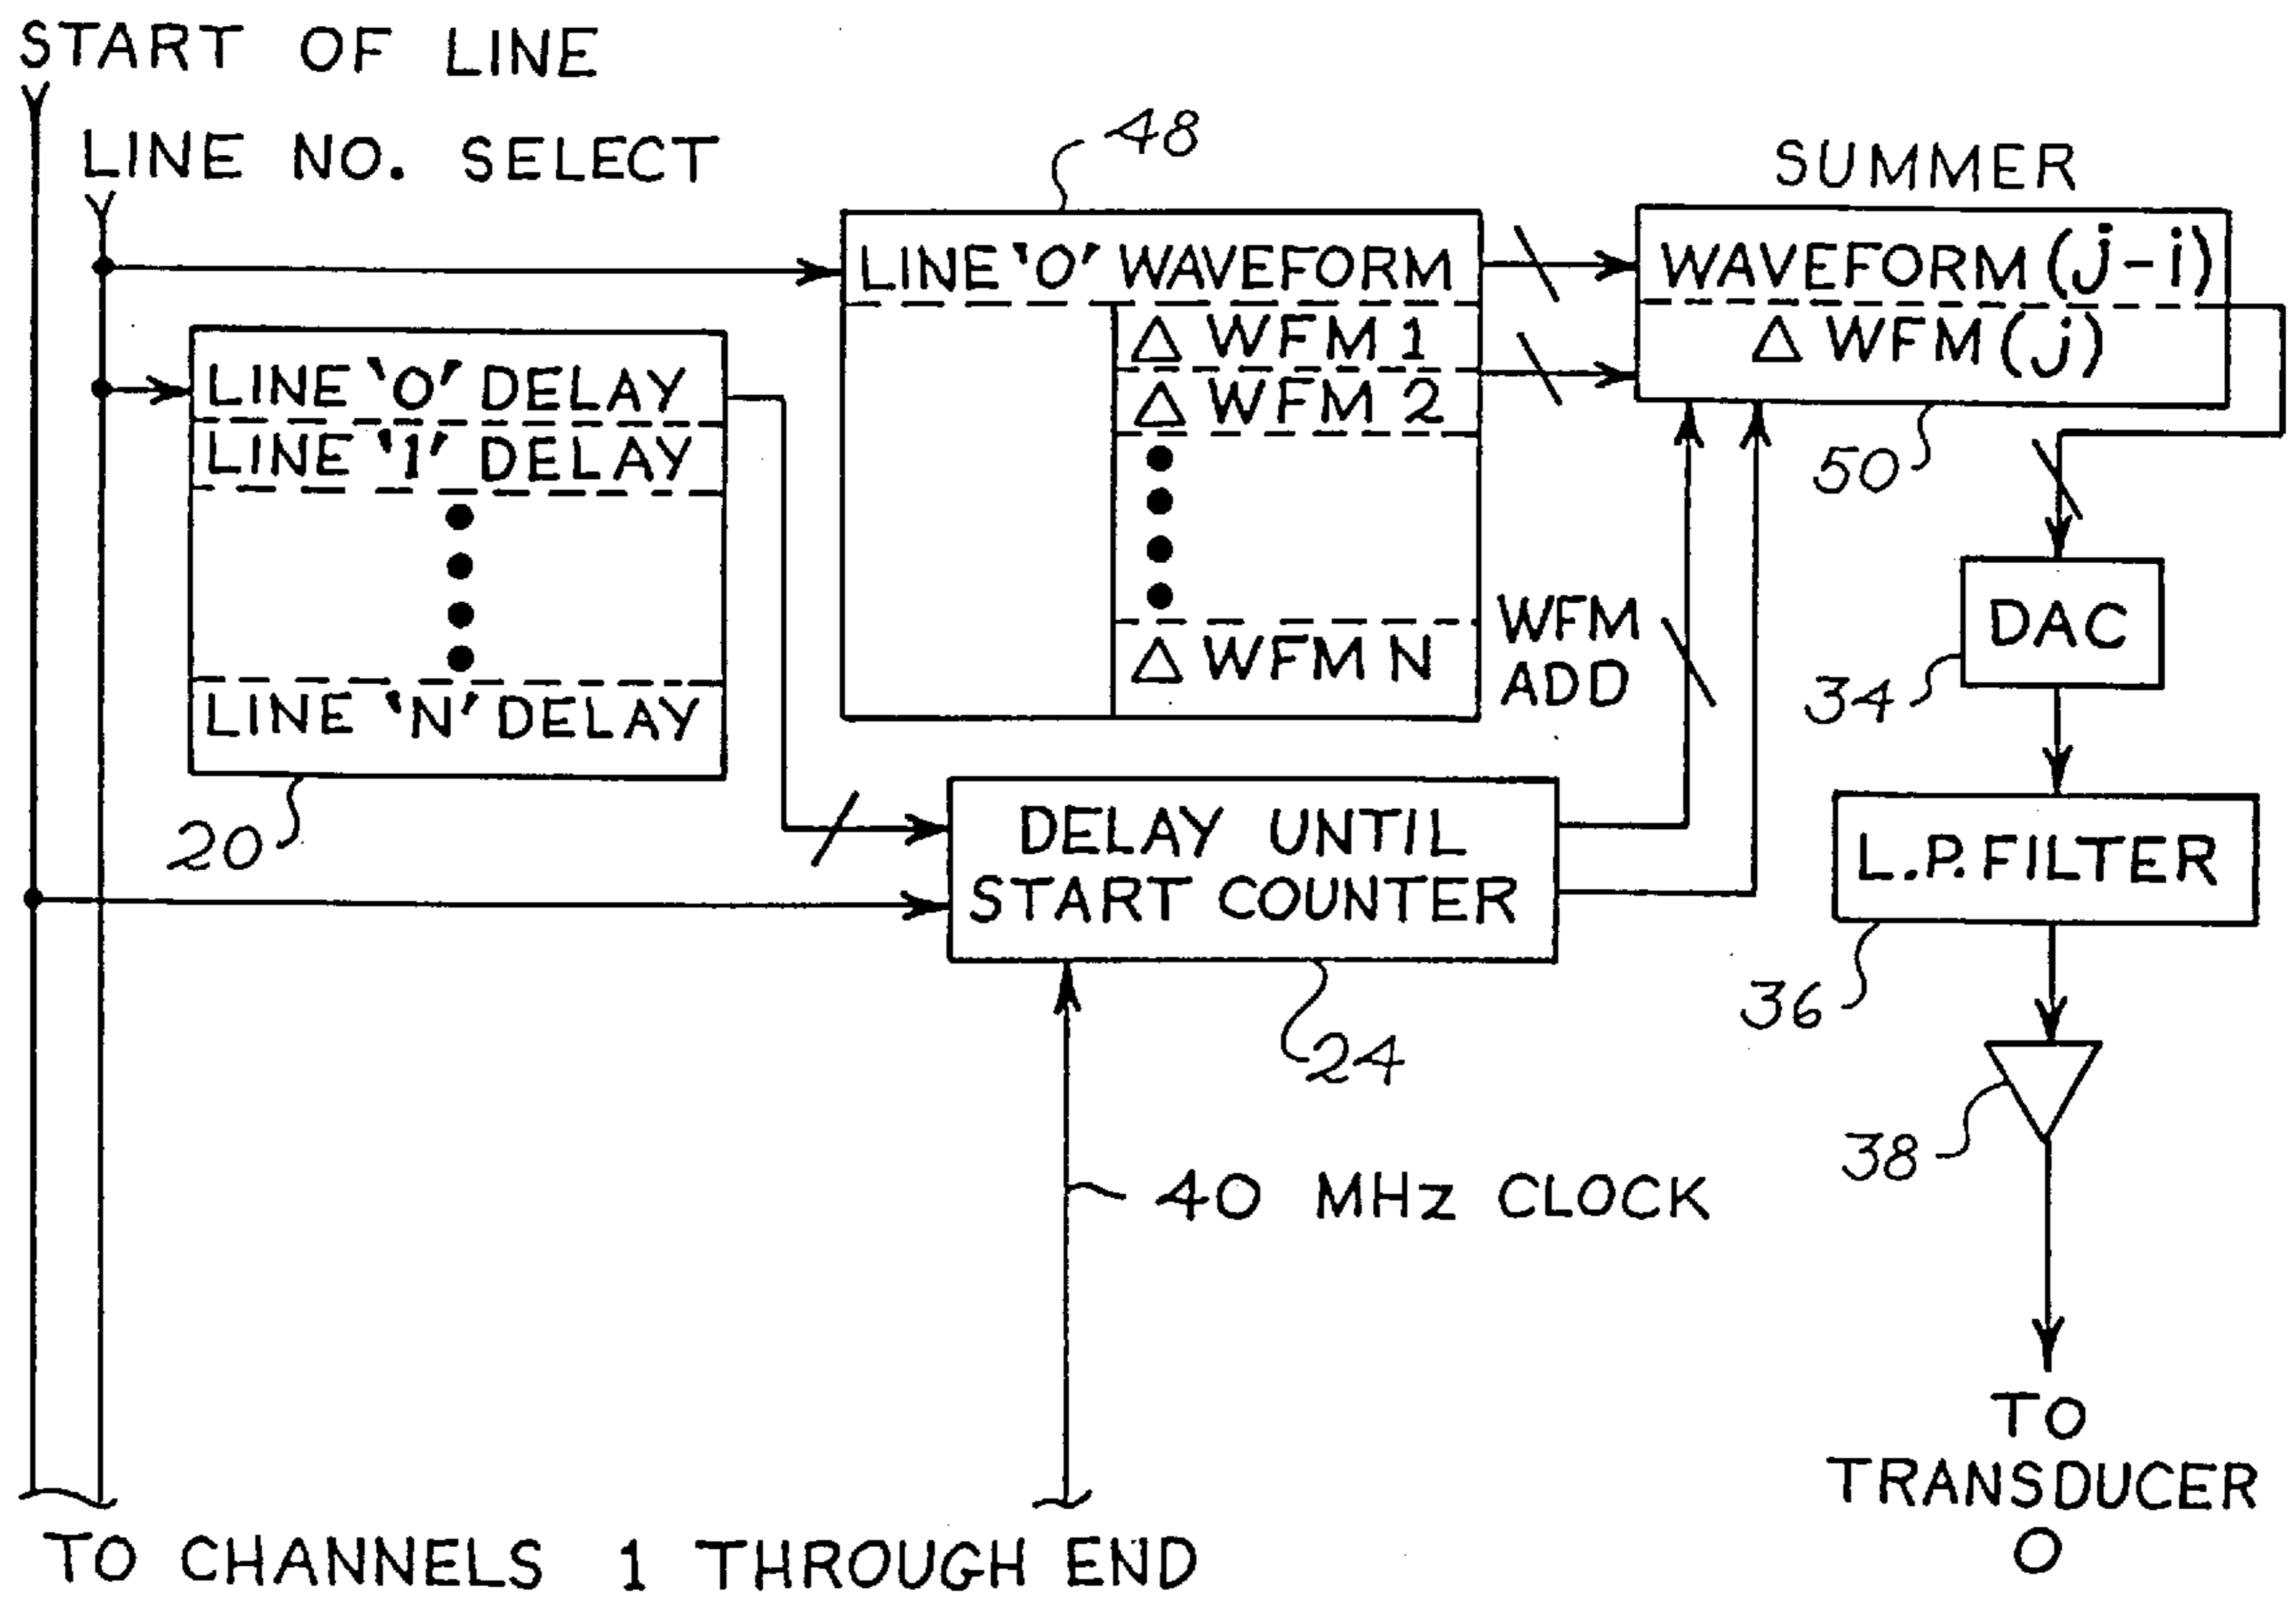 START OF LINE
LINE NO. SELECT
48
SUMMER
LINE 'O' WAVEFORM
Δ WFM 1
Δ WFM 2
Δ WFM N
WAVEFORM (j-i)
Δ WFM (j)
50
LINE 'O' DELAY
LINE '1' DELAY
LINE 'N' DELAY
20
WFM
ADD
DAC
34
DELAY UNTIL
START COUNTER
24
L.P. FILTER
36
38
40 MHz CLOCK
TO
TRANSDUCER
O
TO CHANNELS 1 THROUGH END